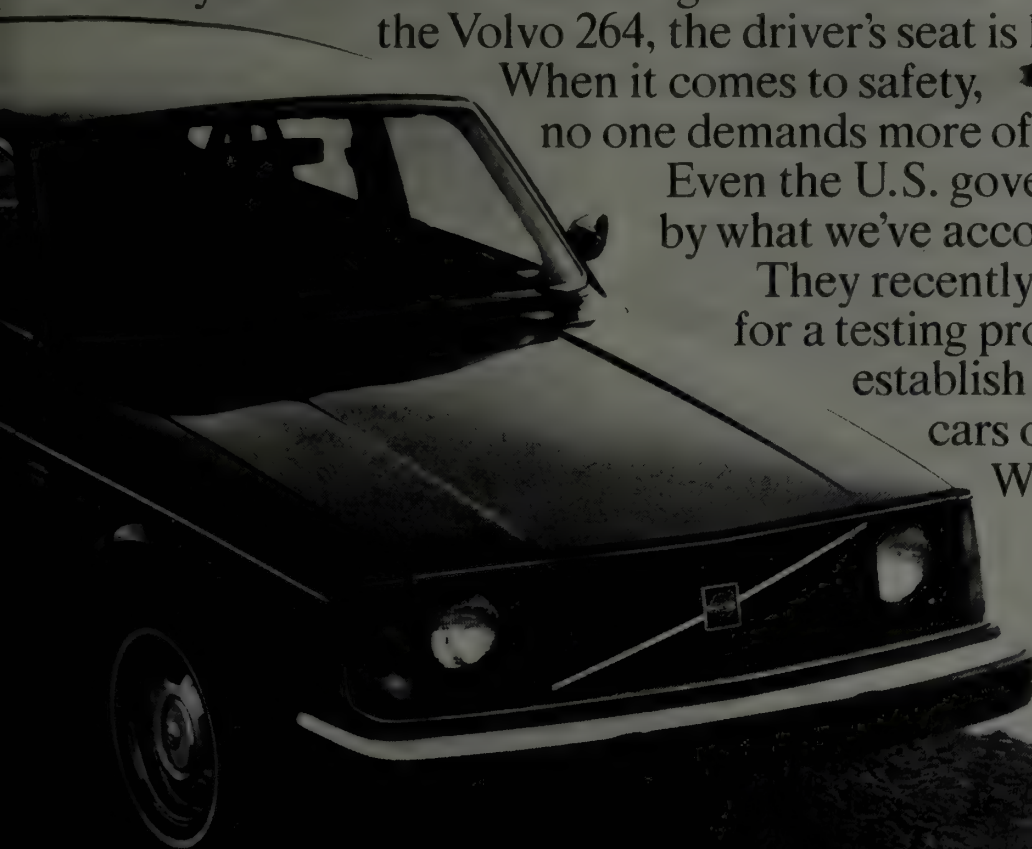 the Volvo 264, the driver's seat is
When it comes to safety,
no one demands more of
Even the U.S. gove
by what we've acco
They recently
for a testing pro
establish
cars o
W